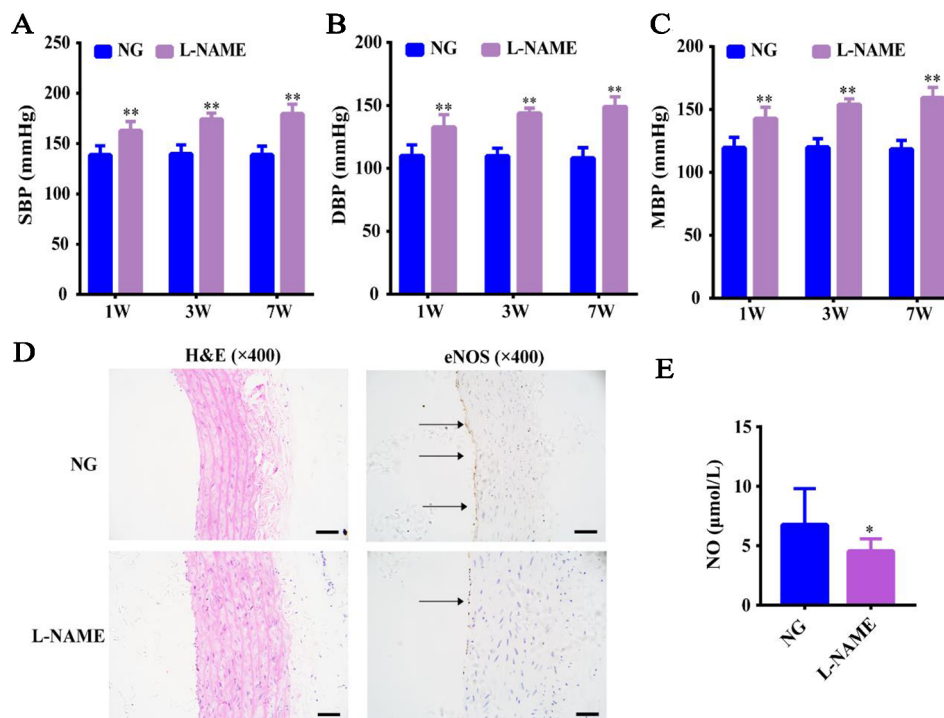 A
NG L-NAME
SBP (mmHg)
250
200
150
100
50
0
** ** **
1W 3W 7W
B
NG L-NAME
DBP (mmHg)
200
150
100
50
0
** ** **
1W 3W 7W
C
NG L-NAME
MBP (mmHg)
200
150
100
50
0
** ** **
1W 3W 7W
D
H&E (×400) eNOS (×400)
NG
L-NAME
E
NO (μmol/L)
15
10
5
0
*
NG
L-NAME